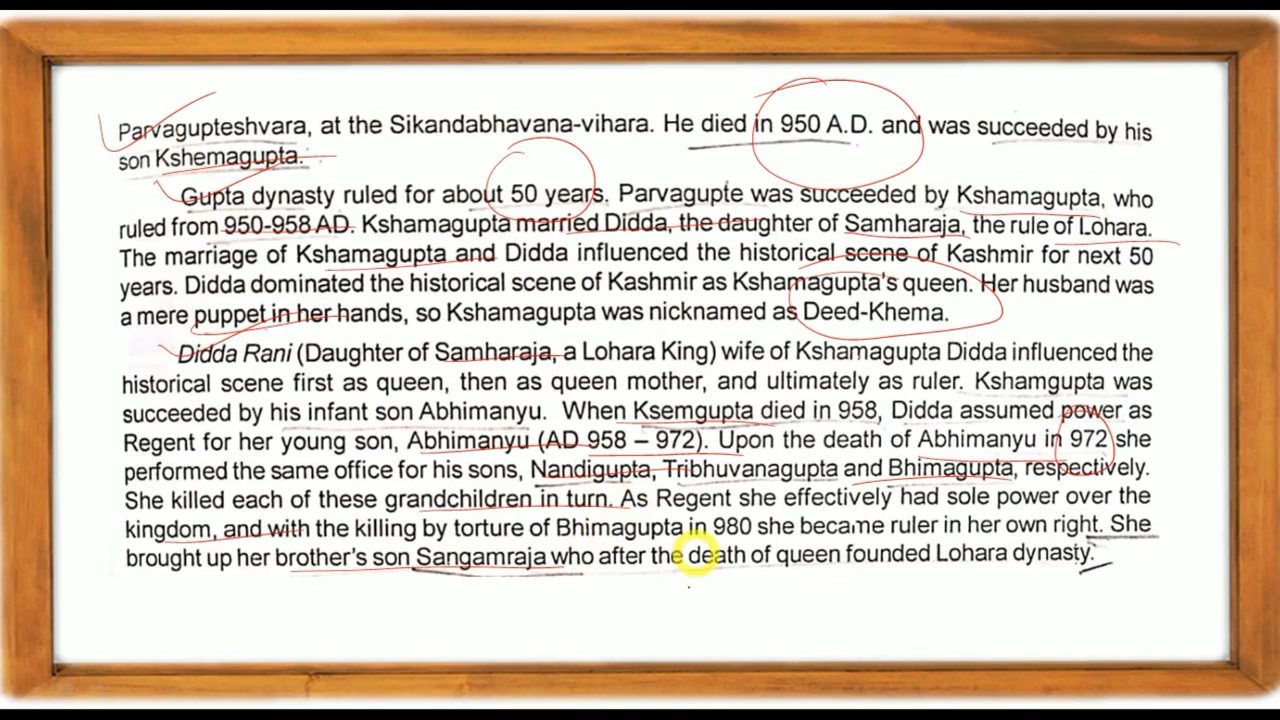 Parvagupteshvara, at the Sikandabhavana-vihara. He died in 950 A.D. and was succeeded by his
son Kshemagupta.
Gupta dynasty ruled for about 50 years. Parvagupte was succeeded by Kshamagupta, who
ruled from 950-958 AD. Kshamagupta married Didda, the daughter of Samharaja, the rule of Lohara.
The marriage of Kshamagupta and Didda influenced the historical scene of Kashmir for next 50
years. Didda dominated the historical scene of Kashmir as Kshamagupta's queen. Her husband was
a mere puppet in her hands, so Kshamagupta was nicknamed as Deed-Khema.
Didda Rani (Daughter of Samharaja, a Lohara King) wife of Kshamagupta Didda influenced the
historical scene first as queen, then as queen mother, and ultimately as ruler. Kshamgupta was
succeeded by his infant son Abhimanyu. When Ksemgupta died in 958, Didda assumed power as
Regent for her young son, Abhimanyu (AD 958 – 972). Upon the death of Abhimanyu in 972 she
performed the same office for his sons, Nandigupta, Tribhuvanagupta and Bhimagupta, respectively.
She killed each of these grandchildren in turn. As Regent she effectively had sole power over the
kingdom, and with the killing by torture of Bhimagupta in 980 she became ruler in her own right. She
brought up her brother's son Sangamraja who after the death of queen founded Lohara dynasty.